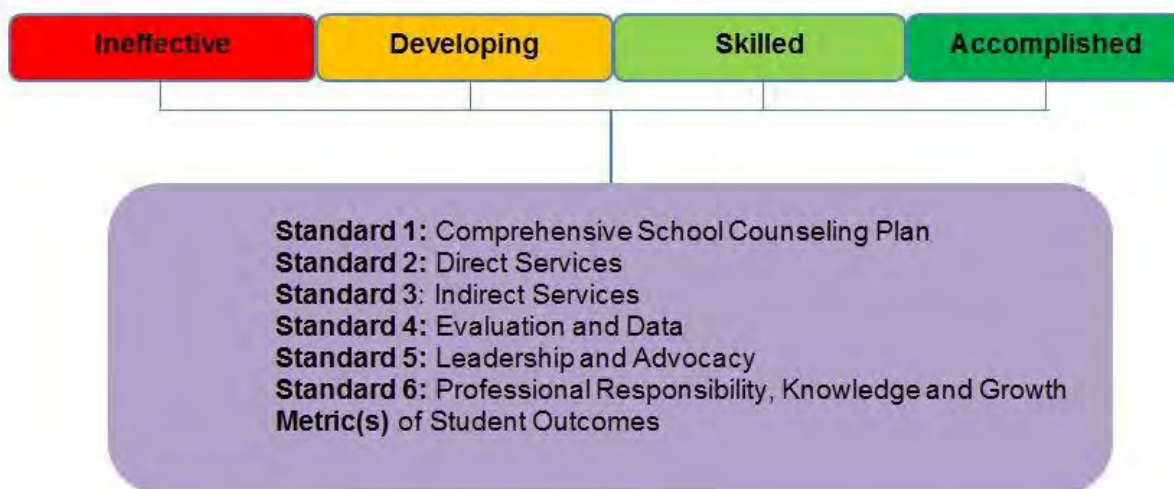 Ineffective Developing Skilled Accomplished
Standard 1: Comprehensive School Counseling Plan
Standard 2: Direct Services
Standard 3: Indirect Services
Standard 4: Evaluation and Data
Standard 5: Leadership and Advocacy
Standard 6: Professional Responsibility, Knowledge and Growth
Metric(s) of Student Outcomes